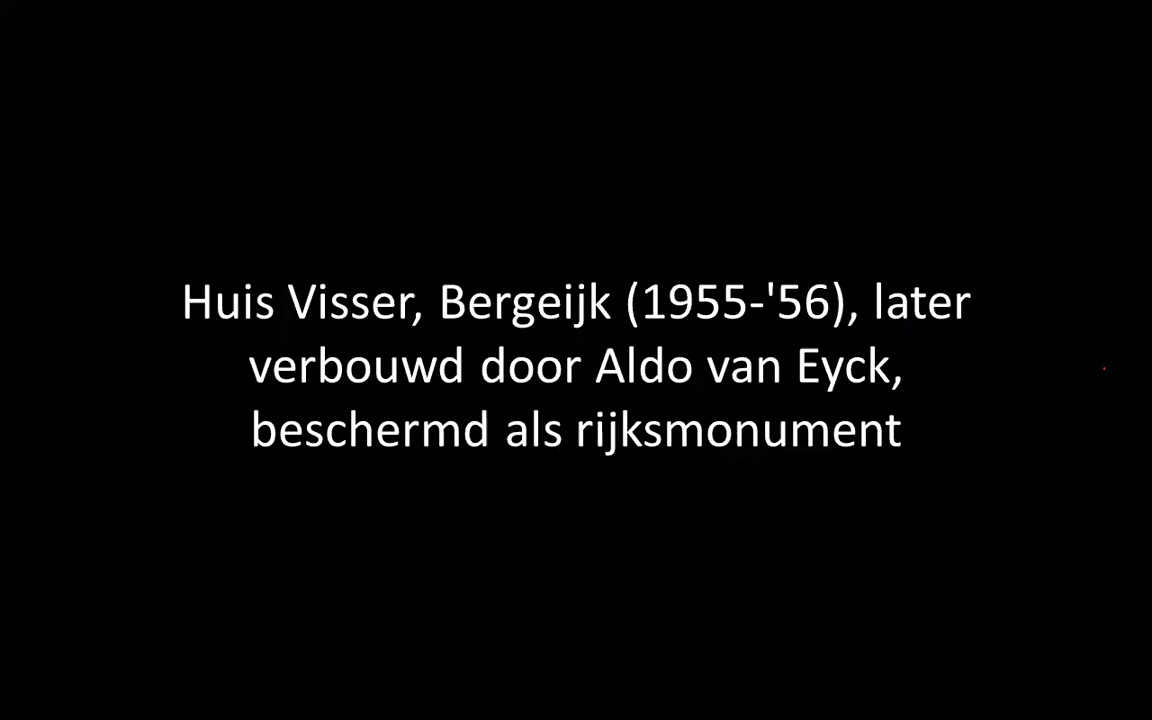 Huis Visser, Bergeijk (1955-'56), later
verbouwd door Aldo van Eyck,
beschermd als rijksmonument